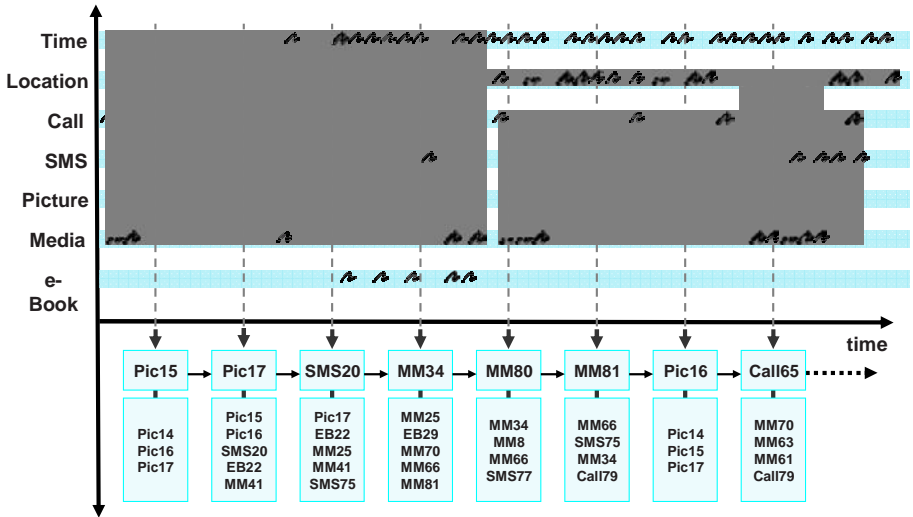 Time
Location
Call
SMS
Picture
Media
e-
Book
time
Pic15
Pic17
SMS20
MM34
MM80
MM81
Pic16
Call65
Pic14
Pic16
Pic17
Pic15
Pic16
SMS20
EB22
MM41
Pic17
EB22
MM25
MM41
SMS75
MM25
EB29
MM70
MM66
MM81
MM34
MM8
MM66
SMS77
MM66
SMS75
MM34
Call79
Pic14
Pic15
Pic17
MM70
MM63
MM61
Call79